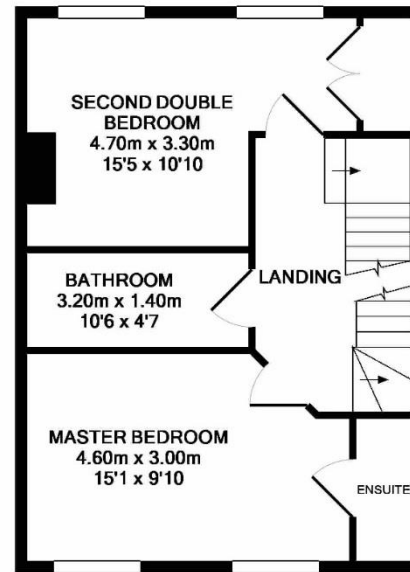 SECOND DOUBLE
BEDROOM
4.70m x 3.30m
15'5 x 10'10
BATHROOM
3.20m x 1.40m
10'6 x 4'7
LANDING
MASTER BEDROOM
4.60m x 3.00m
15'1 x 9'10
ENSUITE